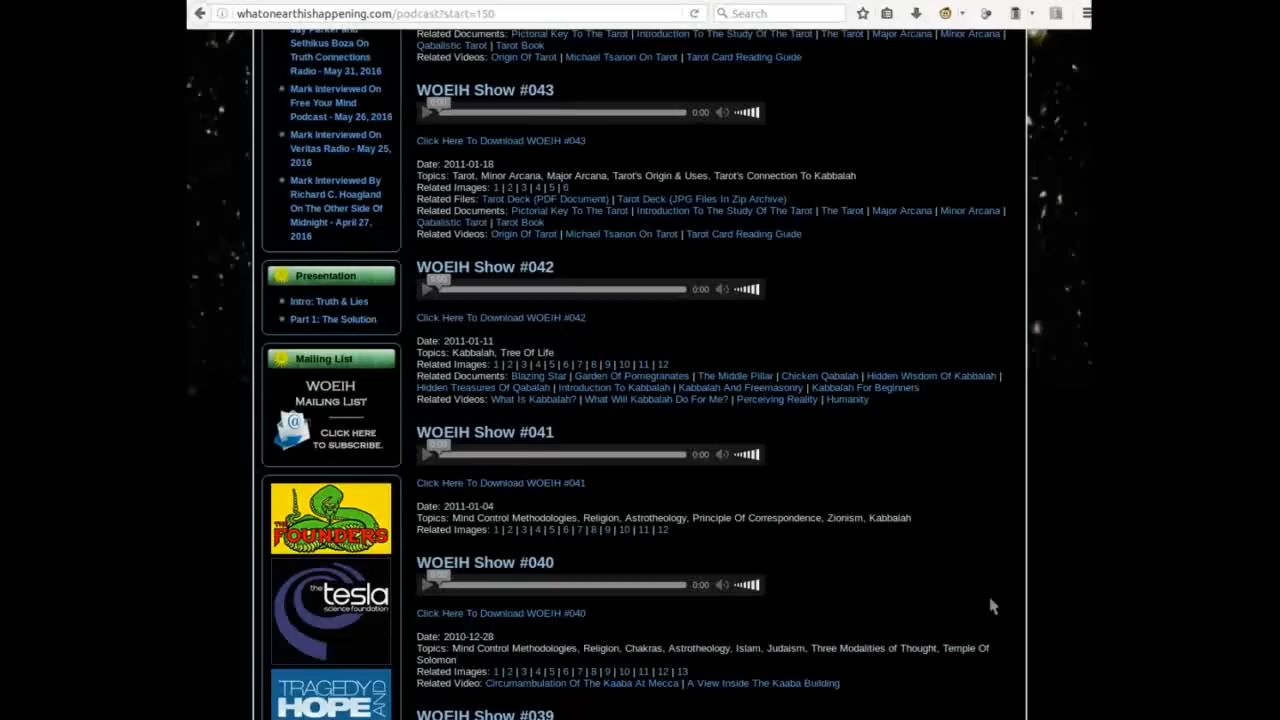 whatonearthishappening.com/podcast?start=150
Search
Jay Parker and
Sethikus Boza On
Truth Connections
Radio - May 31, 2016
Mark Interviewed On
Free Your Mind
Podcast - May 26, 2016
Mark Interviewed On
Veritas Radio - May 25,
2016
Mark Interviewed By
Richard C. Hoagland
On The Other Side Of
Midnight - April 27,
2016
Presentation
Intro: Truth & Lies
Part 1: The Solution
Mailing List
WOEIH
MAILING LIST
CLICK HERE
TO SUBSCRIBE.
THE
FOUNDERS
the
tesla
science foundation
TRAGEDY AND
HOPE
Related Documents: Pictorial Key To The Tarot | Introduction To The Study Of The Tarot | The Tarot | Major Arcana | Minor Arcana |
Qabalistic Tarot | Tarot Book
Related Videos: Origin Of Tarot | Michael Tsarion On Tarot | Tarot Card Reading Guide
WOEIH Show #043
0:00
0:00
Click Here To Download WOEIH #043
Date: 2011-01-18
Topics: Tarot, Minor Arcana, Major Arcana, Tarot's Origin & Uses, Tarot's Connection To Kabbalah
Related Images: 1 | 2 | 3 | 4 | 5 | 6
Related Files: Tarot Deck (PDF Document) | Tarot Deck (JPG Files In Zip Archive)
Related Documents: Pictorial Key To The Tarot | Introduction To The Study Of The Tarot | The Tarot | Major Arcana | Minor Arcana |
Qabalistic Tarot | Tarot Book
Related Videos: Origin Of Tarot | Michael Tsarion On Tarot | Tarot Card Reading Guide
WOEIH Show #042
0:00
0:00
Click Here To Download WOEIH #042
Date: 2011-01-11
Topics: Kabbalah, Tree Of Life
Related Images: 1 | 2 | 3 | 4 | 5 | 6 | 7 | 8 | 9 | 10 | 11 | 12
Related Documents: Blazing Star | Garden Of Pomegranates | The Middle Pillar | Chicken Qabalah | Hidden Wisdom Of Kabbalah |
Hidden Treasures Of Qabalah | Introduction To Kabbalah | Kabbalah And Freemasonry | Kabbalah For Beginners
Related Videos: What Is Kabbalah? | What Will Kabbalah Do For Me? | Perceiving Reality | Humanity
WOEIH Show #041
0:00
0:00
Click Here To Download WOEIH #041
Date: 2011-01-04
Topics: Mind Control Methodologies, Religion, Astrotheology, Principle Of Correspondence, Zionism, Kabbalah
Related Images: 1 | 2 | 3 | 4 | 5 | 6 | 7 | 8 | 9 | 10 | 11 | 12
WOEIH Show #040
0:00
0:00
Click Here To Download WOEIH #040
Date: 2010-12-28
Topics: Mind Control Methodologies, Religion, Chakras, Astrotheology, Islam, Judaism, Three Modalities of Thought, Temple Of
Solomon
Related Images: 1 | 2 | 3 | 4 | 5 | 6 | 7 | 8 | 9 | 10 | 11 | 12 | 13
Related Video: Circumambulation Of The Kaaba At Mecca | A View Inside The Kaaba Building
WOEIH Show #039